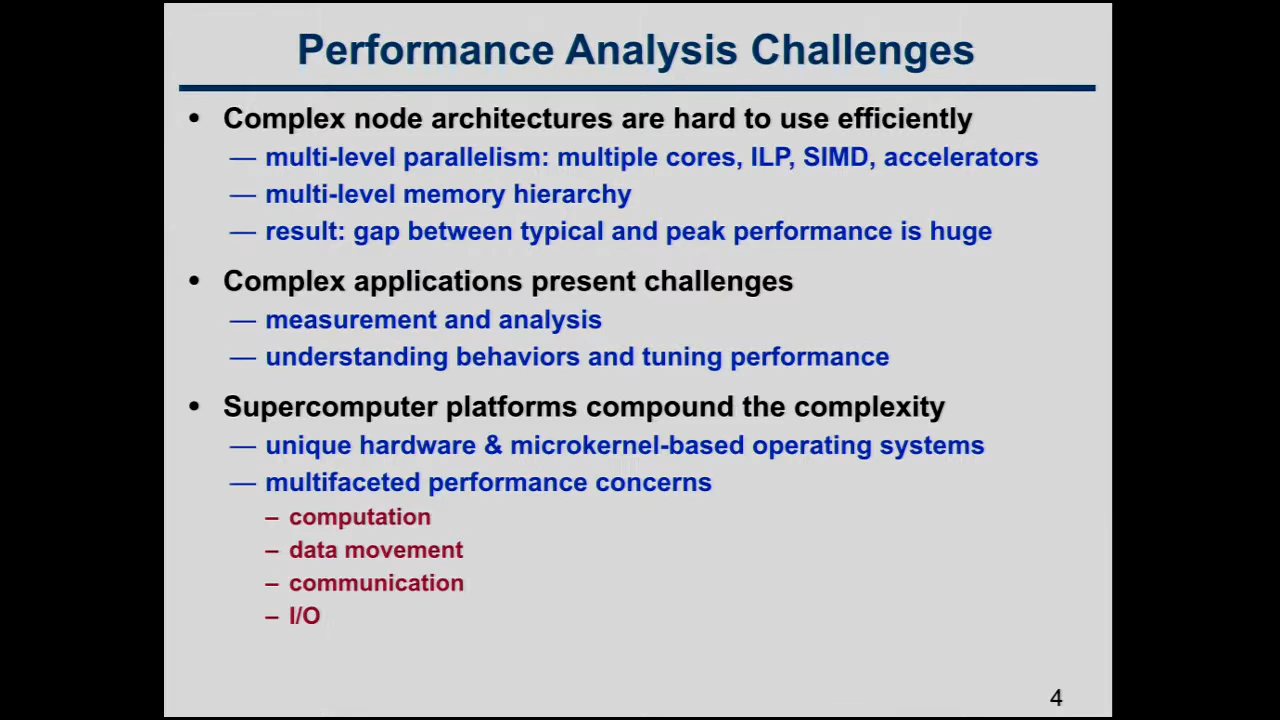 Performance Analysis Challenges
• Complex node architectures are hard to use efficiently
— multi-level parallelism: multiple cores, ILP, SIMD, accelerators
— multi-level memory hierarchy
— result: gap between typical and peak performance is huge
• Complex applications present challenges
— measurement and analysis
— understanding behaviors and tuning performance
• Supercomputer platforms compound the complexity
— unique hardware & microkernel-based operating systems
— multifaceted performance concerns
– computation
– data movement
– communication
– I/O
4